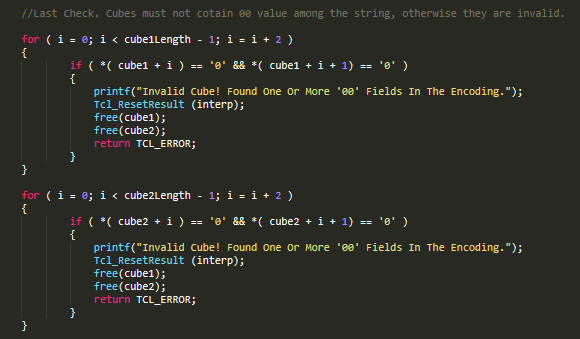 //Last Check. Cubes must not cotain 00 value among the string, otherwise they are invalid.
for ( i = 0; i < cube1Length - 1; i = i + 2 )
{
if ( *( cube1 + i ) == '0' && *( cube1 + i + 1) == '0' )
{
printf("Invalid Cube! Found One Or More '00' Fields In The Encoding.");
Tcl_ResetResult (interp);
free(cube1);
free(cube2);
return TCL_ERROR;
}
}
for ( i = 0; i < cube2Length - 1; i = i + 2 )
{
if ( *( cube2 + i ) == '0' && *( cube2 + i + 1) == '0' )
{
printf("Invalid Cube! Found One Or More '00' Fields In The Encoding.");
Tcl_ResetResult (interp);
free(cube1);
free(cube2);
return TCL_ERROR;
}
}